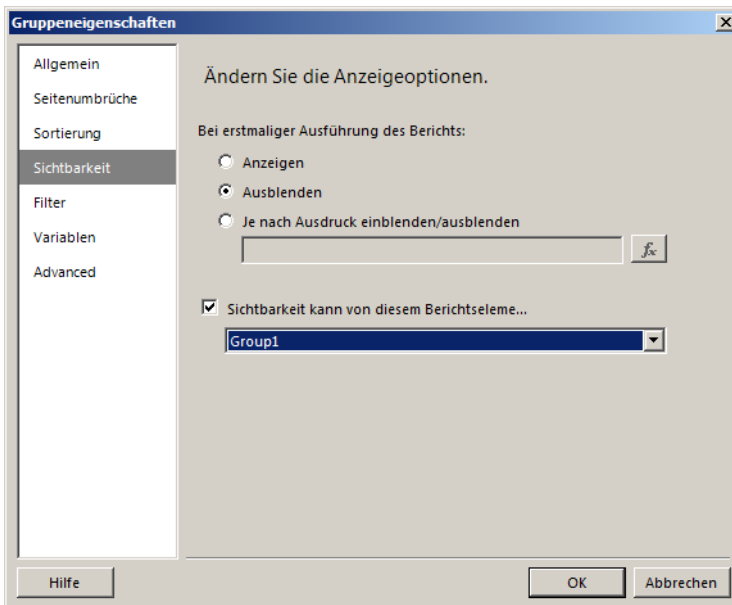 Gruppeneigenschaften
Allgemein
Seitenumbrüche
Sortierung
Sichtbarkeit
Filter
Variablen
Advanced
Ändern Sie die Anzeigeoptionen.
Bei erstmaliger Ausführung des Berichts:
Anzeigen
Ausblenden
Je nach Ausdruck einblenden/ausblenden
fx
Sichtbarkeit kann von diesem Berichtseleme...
Group1
Hilfe
OK
Abbrechen